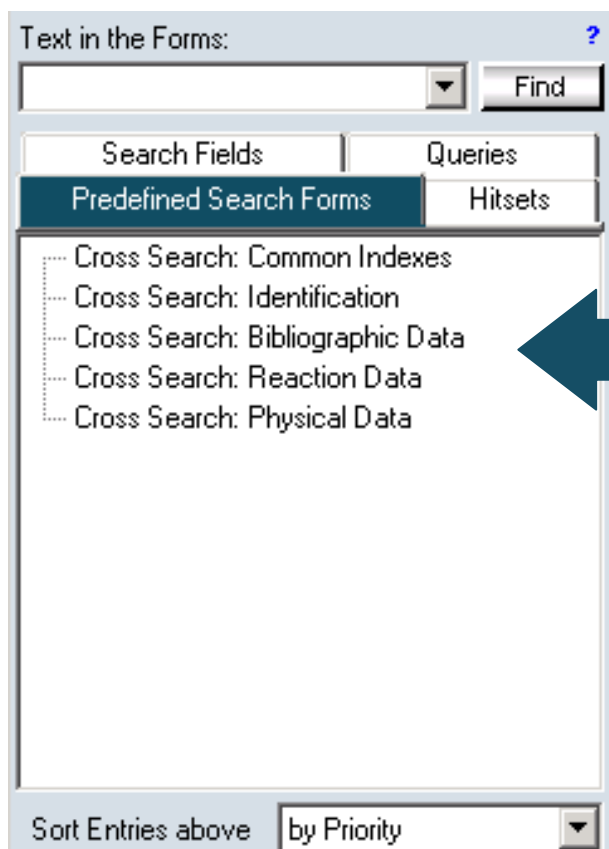 Text in the Forms: ?
Find
Search Fields Queries
Predefined Search Forms Hitsets
Cross Search: Common Indexes
Cross Search: Identification
Cross Search: Bibliographic Data
Cross Search: Reaction Data
Cross Search: Physical Data
Sort Entries above by Priority